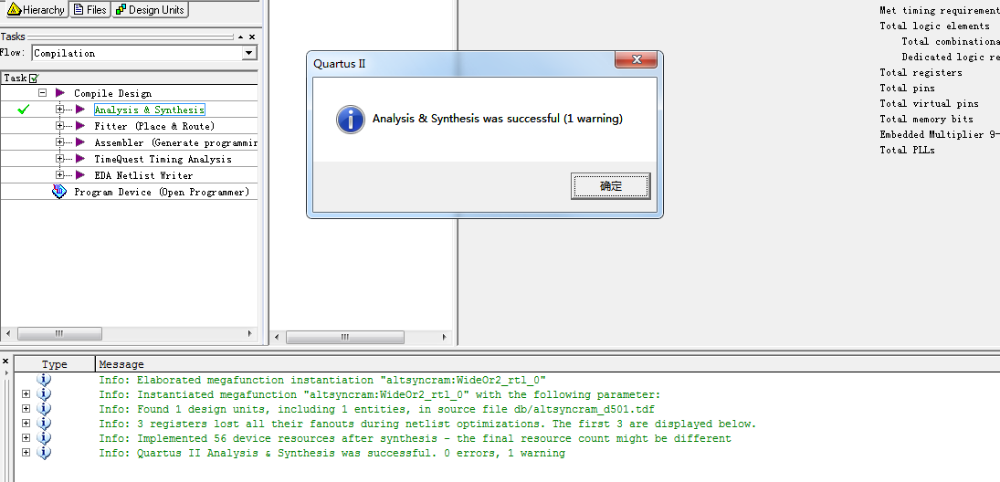 Hierarchy Files Design Units
Tasks
Flow: Compilation
Task
Compile Design
Analysis & Synthesis
Fitter (Place & Route)
Assembler (Generate programmin
TimeQuest Timing Analysis
EDA Netlist Writer
Program Device (Open Programmer)
Quartus II
Analysis & Synthesis was successful (1 warning)
确定
Met timing requirement
Total logic elements
Total combinationa
Dedicated logic re
Total registers
Total pins
Total virtual pins
Total memory bits
Embedded Multiplier 9-
Total PLLs
Type Message
Info: Elaborated megafunction instantiation "altsyncram:WideOr2_rtl_0"
Info: Instantiated megafunction "altsyncram:WideOr2_rtl_0" with the following parameter:
Info: Found 1 design units, including 1 entities, in source file db/altsyncram_d501.tdf
Info: 3 registers lost all their fanouts during netlist optimizations. The first 3 are displayed below.
Info: Implemented 56 device resources after synthesis - the final resource count might be different
Info: Quartus II Analysis & Synthesis was successful. 0 errors, 1 warning